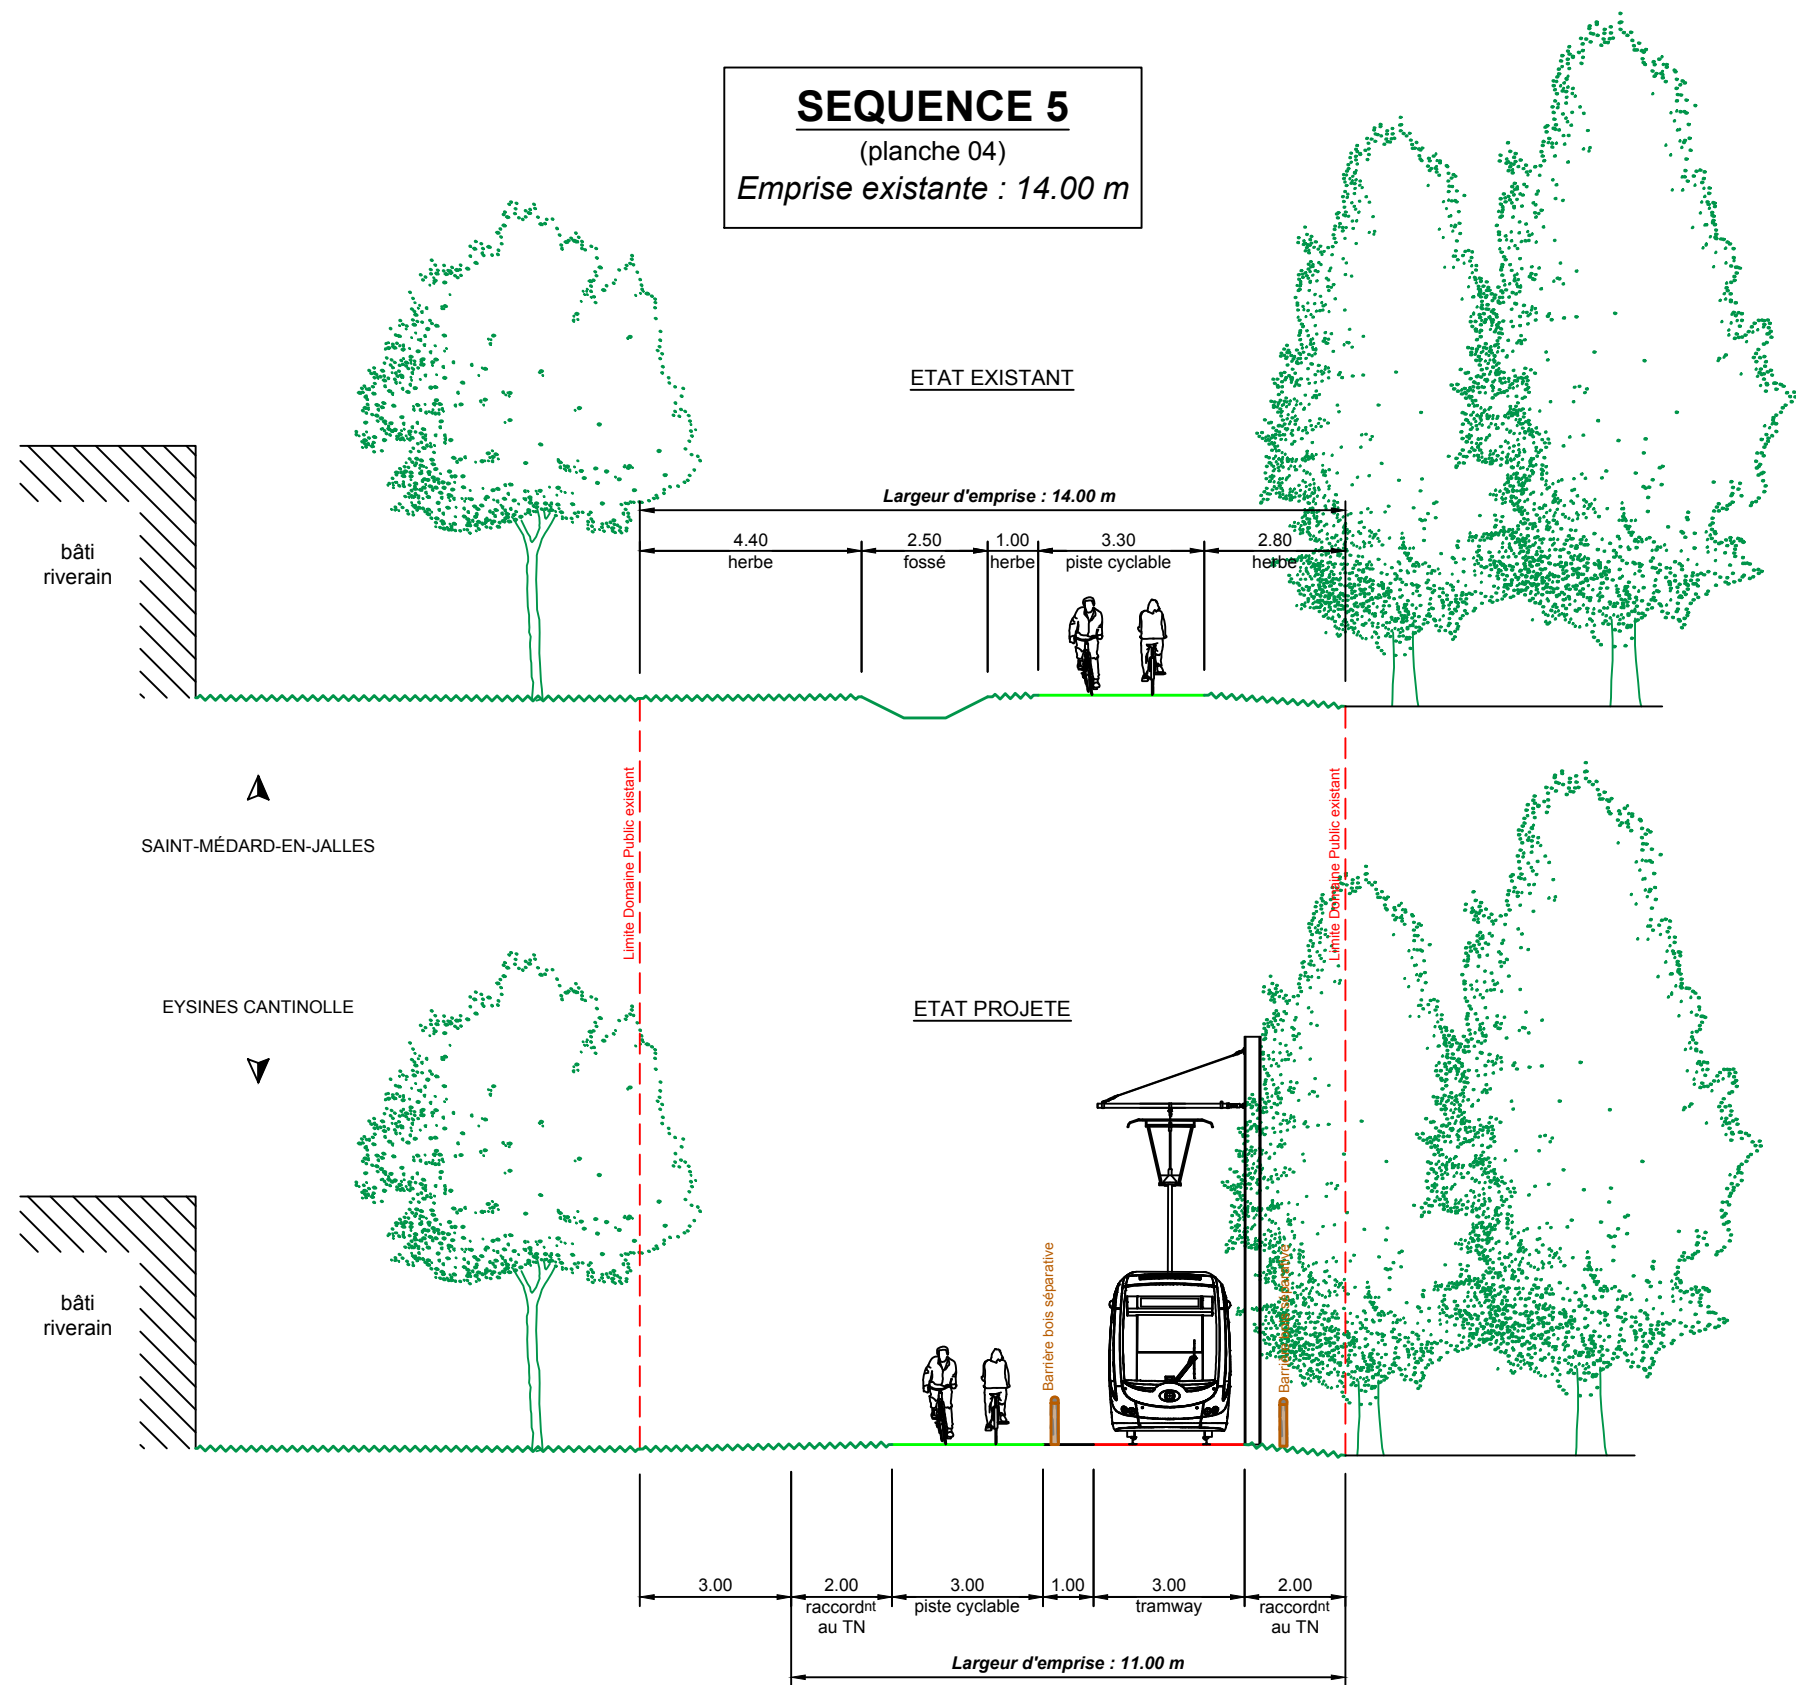 SEQUENCE 5
(planche 04)
Emprise existante : 14.00 m
ETAT EXISTANT
Largeur d'emprise : 14.00 m
4.40
2.50
1.00
3.30
2.80
herbe
fossé
herbe
piste cyclable
herbe
bâti
riverain
Limite Domaine Public existant
Limite Domaine Public existant
SAINT-MÉDARD-EN-JALLES
EYSINES CANTINOLLE
ETAT PROJETE
bâti
riverain
Barrière bois séparative
Barrière bois séparative
3.00
2.00
3.00
1.00
3.00
2.00
raccordnt
au TN
piste cyclable
tramway
raccordnt
au TN
Largeur d'emprise : 11.00 m